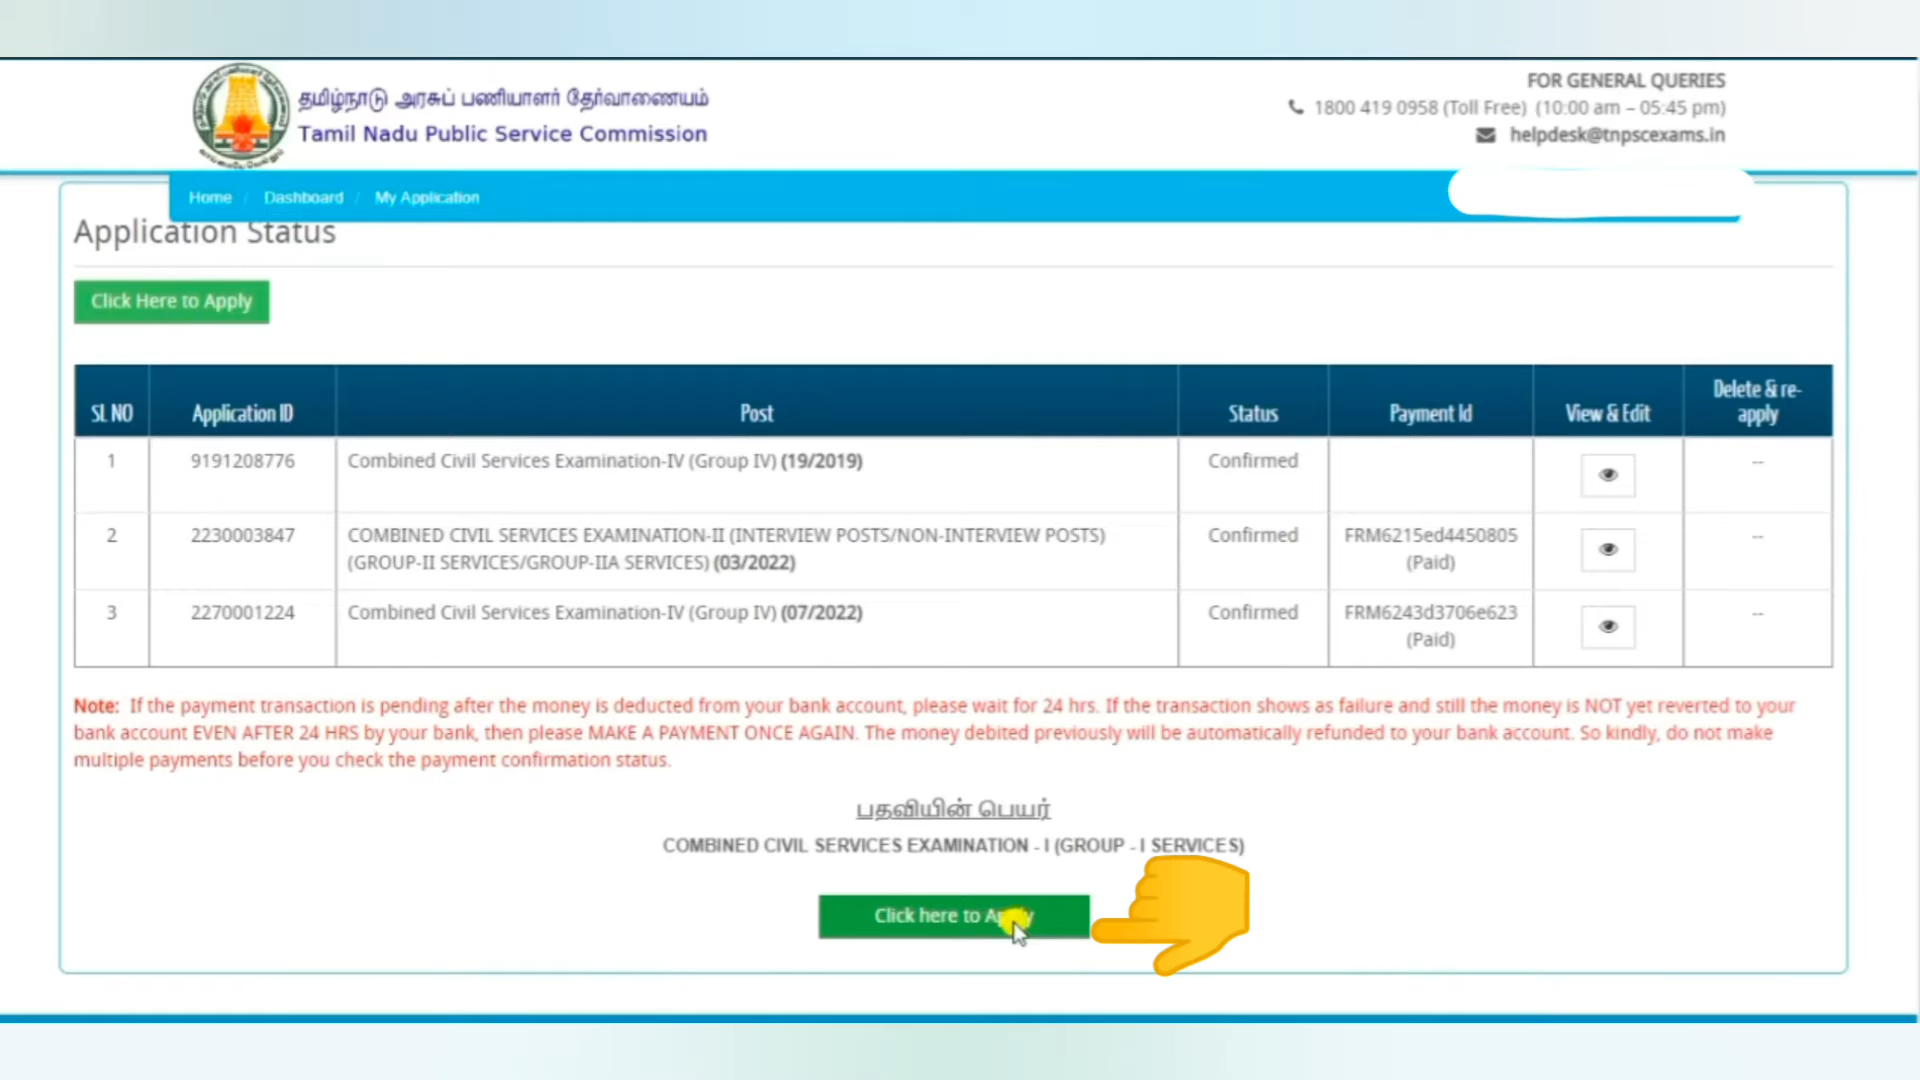 தமிழ்நாடு அரசுப் பணியாளர் தேர்வாணையம்
Tamil Nadu Public Service Commission
FOR GENERAL QUERIES
1800 419 0958 (Toll Free) (10:00 am – 05:45 pm)
helpdesk@tnpscexams.in
Home / Dashboard / My Application
Application Status
Click Here to Apply
Sl. NO Application ID Post Status Payment Id View & Edit Delete & re-
apply
1 9191208776 Combined Civil Services Examination-IV (Group IV) (19/2019) Confirmed --
2 2230003847 COMBINED CIVIL SERVICES EXAMINATION-II (INTERVIEW POSTS/NON-INTERVIEW POSTS) Confirmed FRM6215ed4450805 --
(GROUP-II SERVICES/GROUP-IIA SERVICES) (03/2022) (Paid)
3 2270001224 Combined Civil Services Examination-IV (Group IV) (07/2022) Confirmed FRM6243d3706e623 --
(Paid)
Note: If the payment transaction is pending after the money is deducted from your bank account, please wait for 24 hrs. If the transaction shows as failure and still the money is NOT yet reverted to your
bank account EVEN AFTER 24 HRS by your bank, then please MAKE A PAYMENT ONCE AGAIN. The money debited previously will be automatically refunded to your bank account. So kindly, do not make
multiple payments before you check the payment confirmation status.
பதவியின் பெயர்
COMBINED CIVIL SERVICES EXAMINATION - I (GROUP - I SERVICES)
Click here to Apply